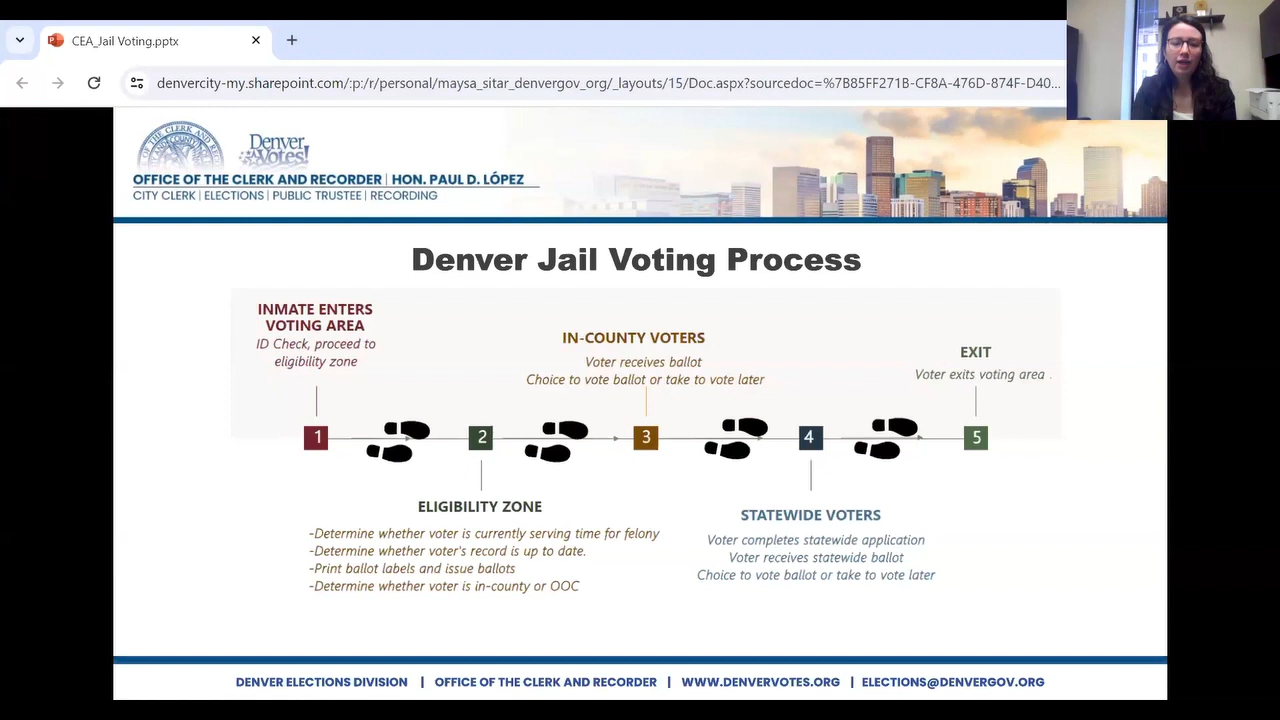 CEA_Jail Voting.pptx
denvercity-my.sharepoint.com/:p:/r/personal/maysa_sitar_denvergov_org/_layouts/15/Doc.aspx?sourcedoc=%7B85FF271B-CF8A-476D-874F-D40...
Denver
Votes!
OFFICE OF THE CLERK AND RECORDER | HON. PAUL D. LÓPEZ
CITY CLERK | ELECTIONS | PUBLIC TRUSTEE | RECORDING
Denver Jail Voting Process
INMATE ENTERS
VOTING AREA
ID Check, proceed to
eligibility zone
IN-COUNTY VOTERS
Voter receives ballot
Choice to vote ballot or take to vote later
EXIT
Voter exits voting area .
1
2
3
4
5
ELIGIBILITY ZONE
-Determine whether voter is currently serving time for felony
-Determine whether voter's record is up to date.
-Print ballot labels and issue ballots
-Determine whether voter is in-county or OOC
STATEWIDE VOTERS
Voter completes statewide application
Voter receives statewide ballot
Choice to vote ballot or take to vote later
DENVER ELECTIONS DIVISION | OFFICE OF THE CLERK AND RECORDER | WWW.DENVERVOTES.ORG | ELECTIONS@DENVERGOV.ORG